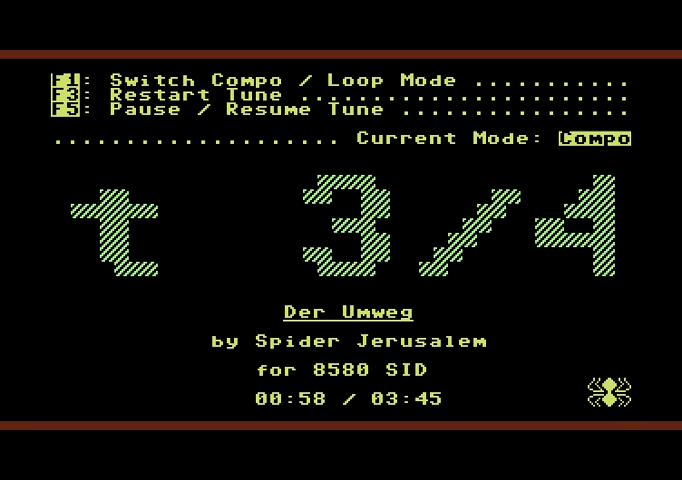 F1: Switch Compo / Loop Mode ...........
F3: Restart Tune .......................
F5: Pause / Resume Tune ................
.................... Current Mode: Compo
t 3/4
Der Umweg
by Spider Jerusalem
for 8580 SID
00:58 / 03:45